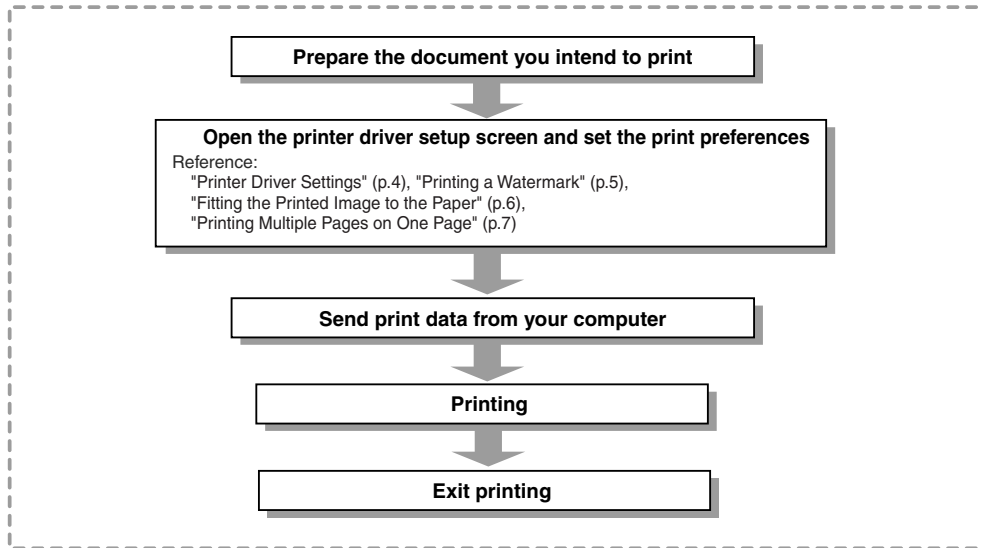 Prepare the document you intend to print
Open the printer driver setup screen and set the print preferences
Reference:
"Printer Driver Settings" (p.4), "Printing a Watermark" (p.5),
"Fitting the Printed Image to the Paper" (p.6),
"Printing Multiple Pages on One Page" (p.7)
Send print data from your computer
Printing
Exit printing